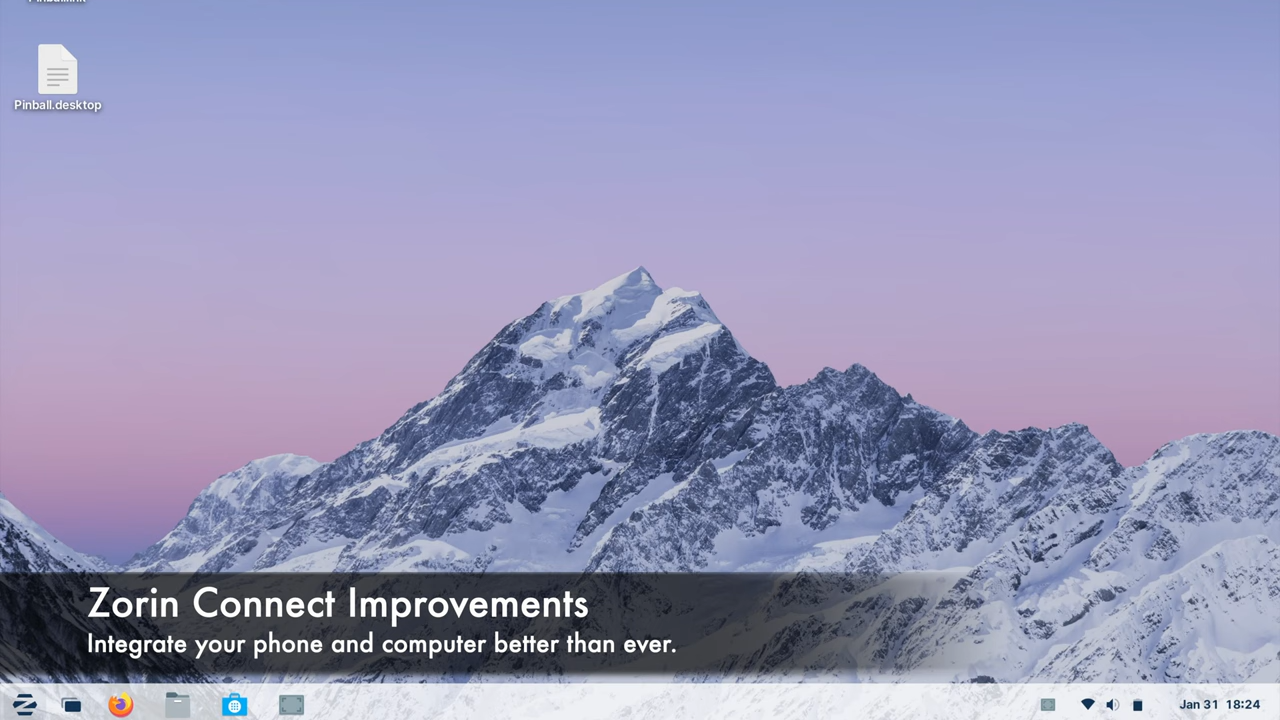 Pinball.desktop
Zorin Connect Improvements
Integrate your phone and computer better than ever.
Jan 31 18:24